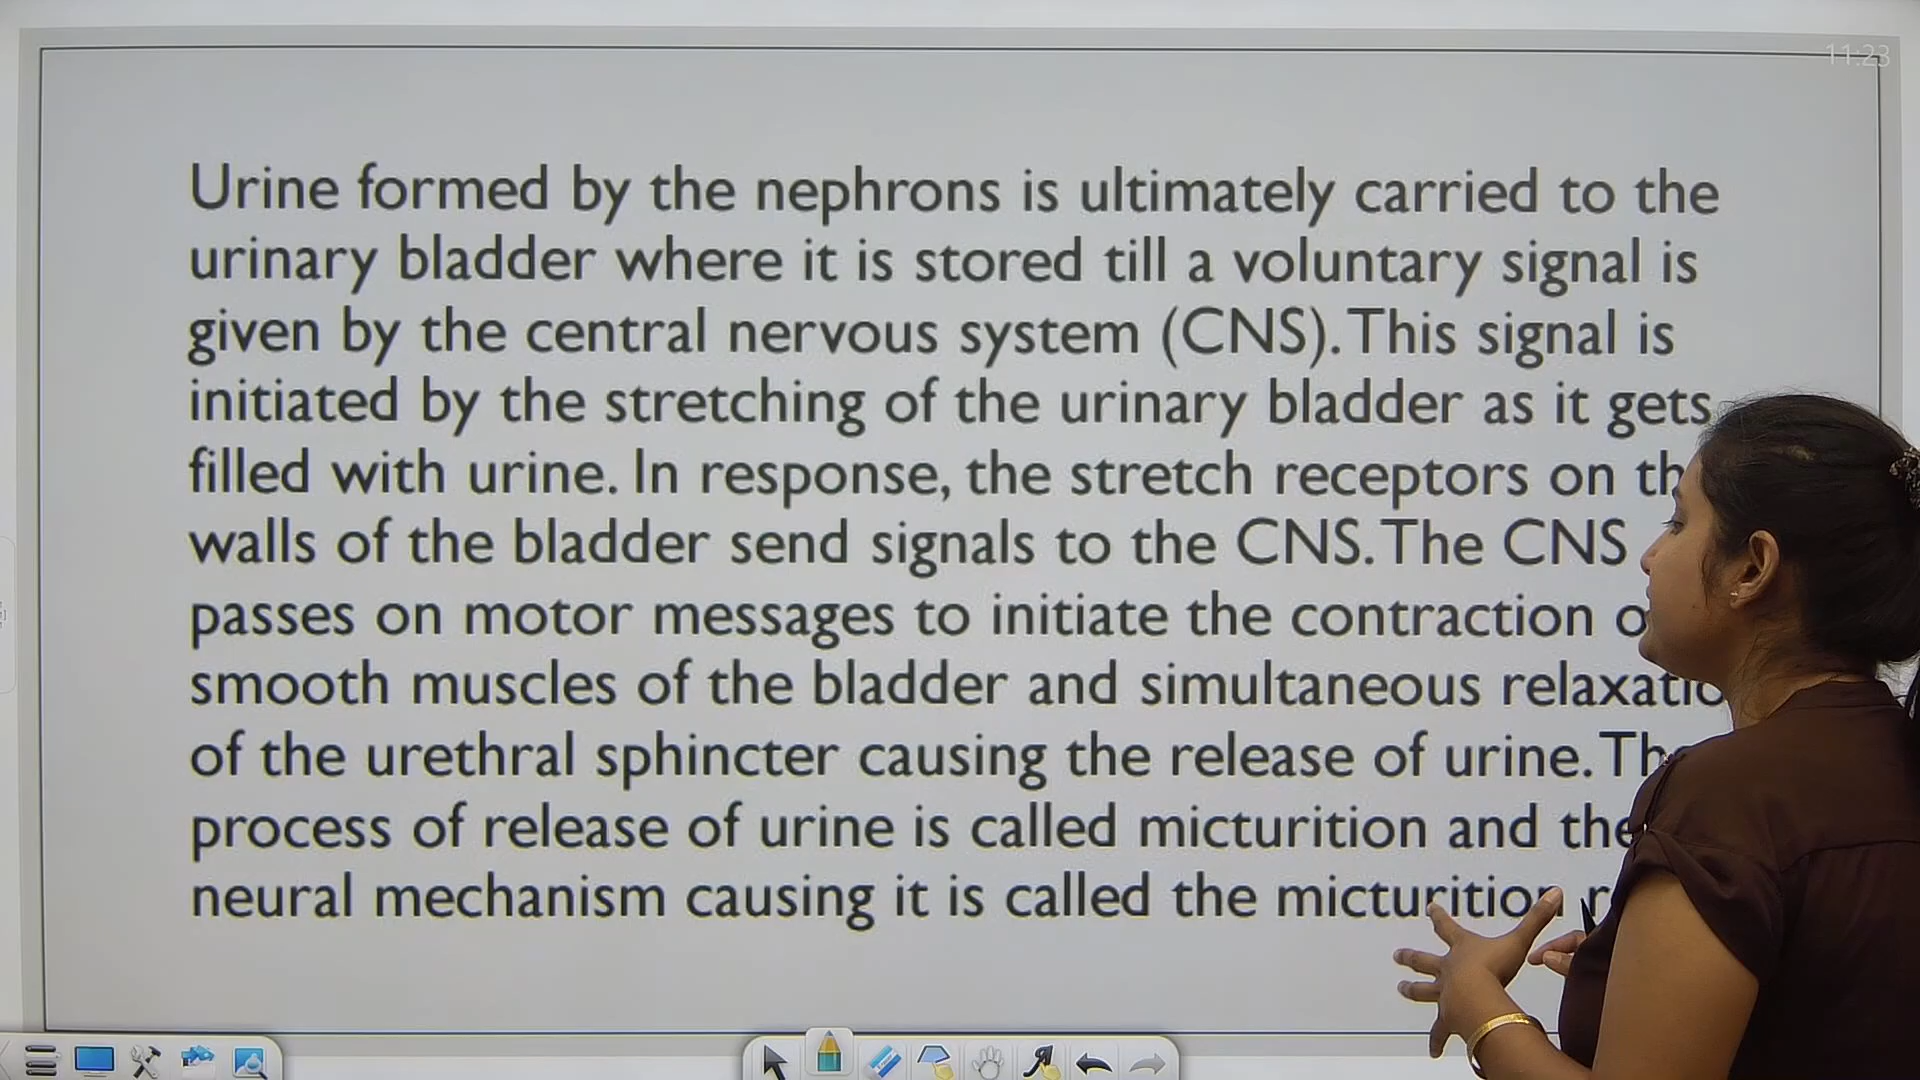 11:23
Urine formed by the nephrons is ultimately carried to the
urinary bladder where it is stored till a voluntary signal is
given by the central nervous system (CNS). This signal is
initiated by the stretching of the urinary bladder as it gets
filled with urine. In response, the stretch receptors on
walls of the bladder send signals to the CNS. The CNS
passes on motor messages to initiate the contraction
smooth muscles of the bladder and simultaneous
of the urethral sphincter causing the release of urine.
process of release of urine is called micturition and the
neural mechanism causing it is called the micturition